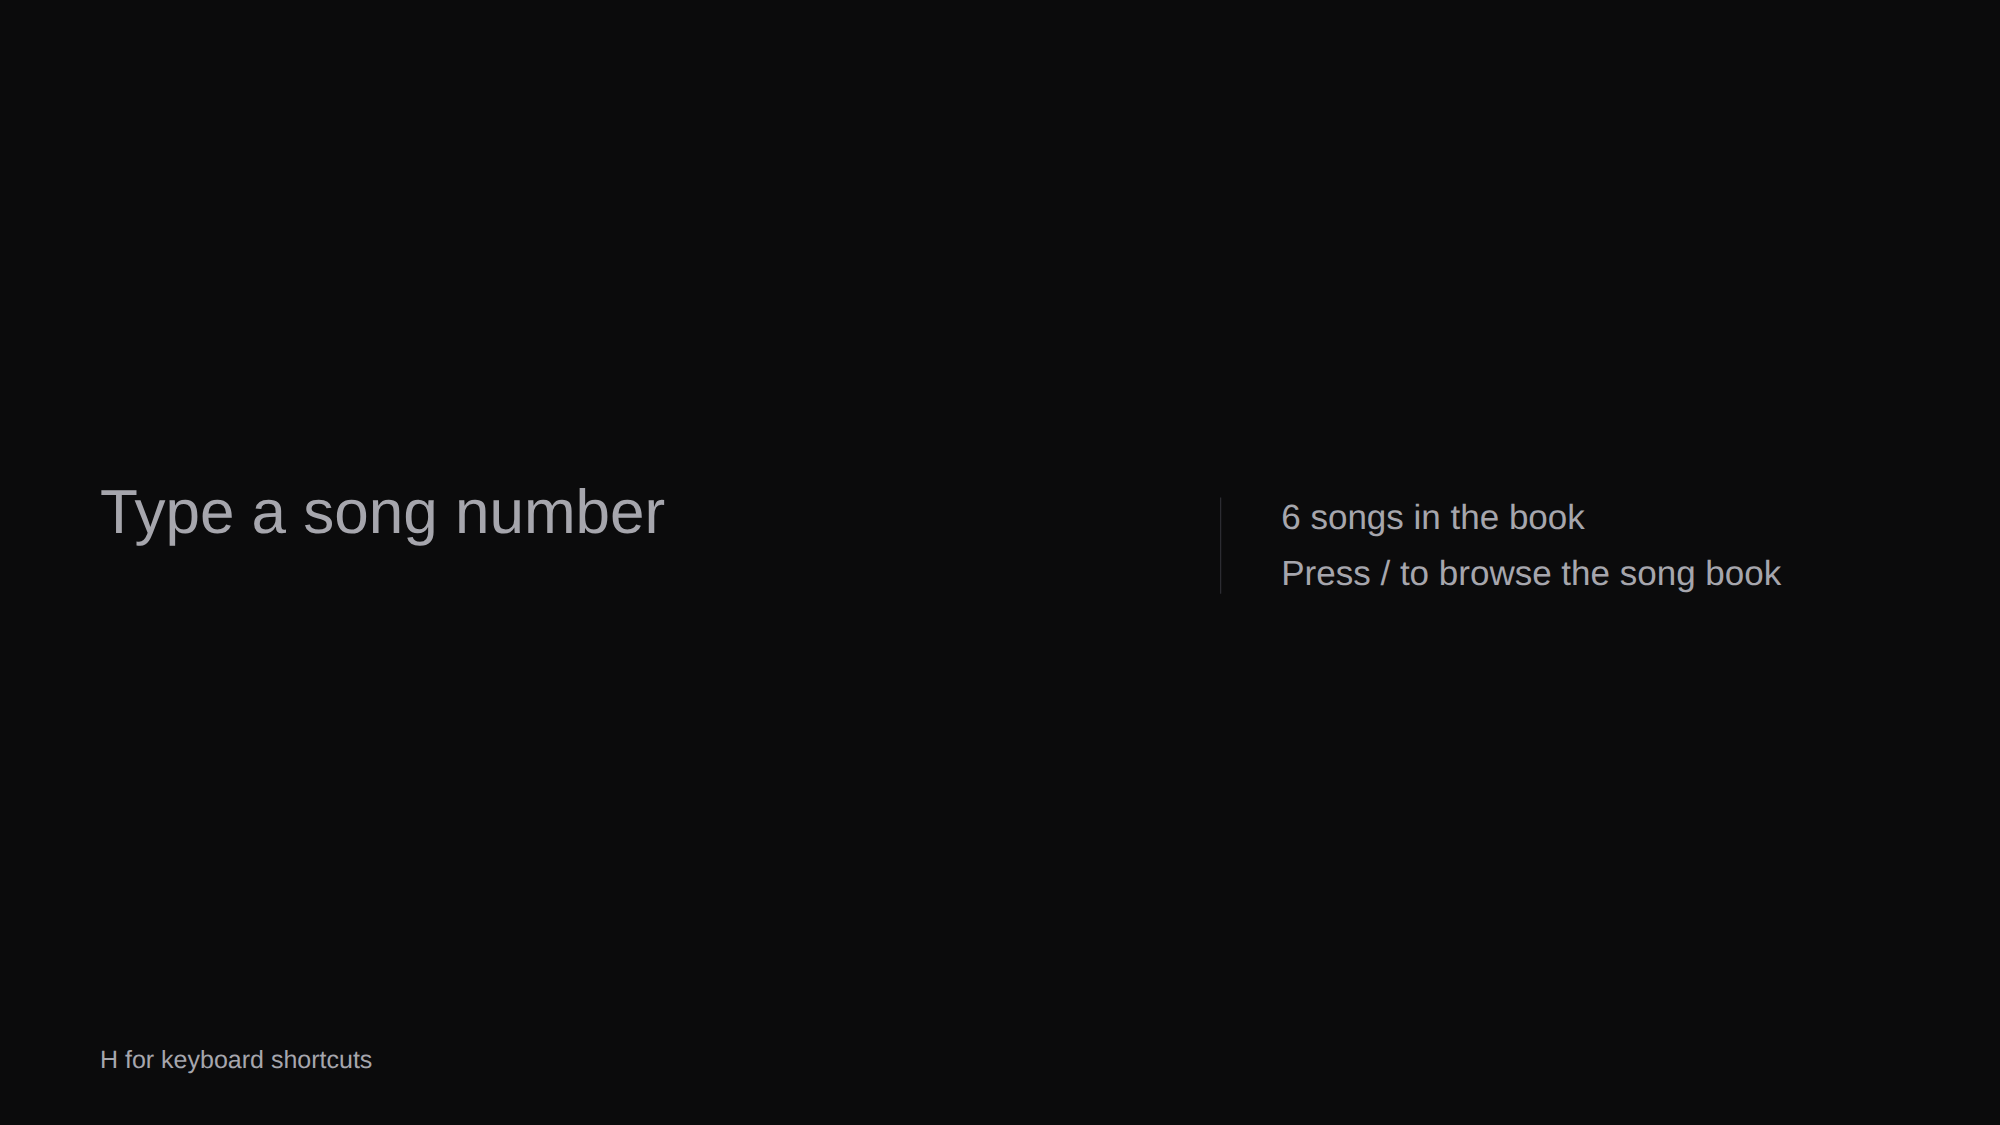 Type a song number
6 songs in the book
Press / to browse the song book
H for keyboard shortcuts